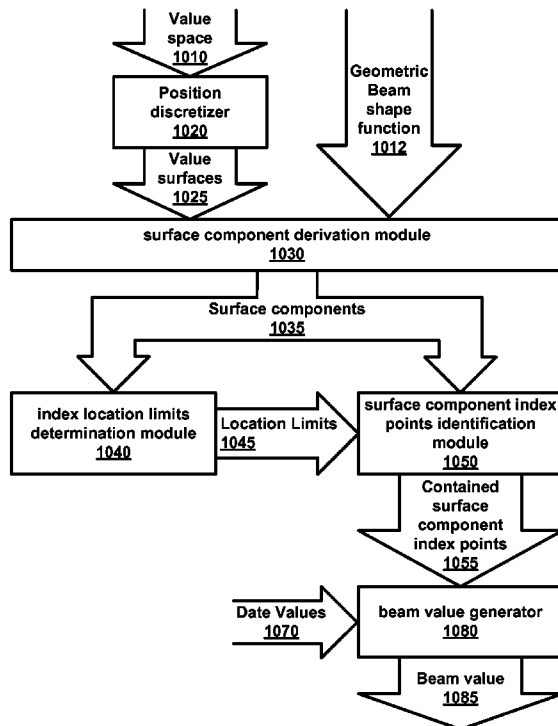 Value
space
1010
Position
discretizer
1020
Geometric
Beam
shape
function
1012
Value
surfaces
1025
surface component derivation module
1030
Surface components
1035
index location limits
determination module
1040
Location Limits
1045
surface component index
points identification
module
1050
Contained
surface
component
index points
1055
Date Values
1070
beam value generator
1080
Beam value
1085